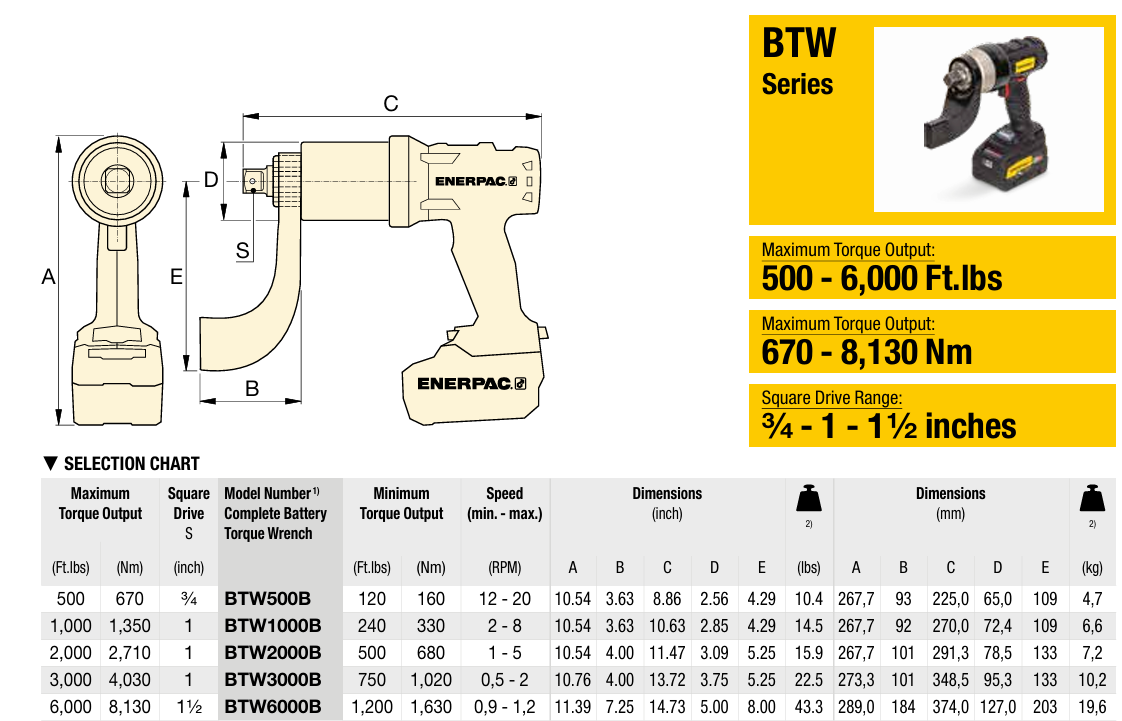 BTW
Series
C
D
S
A
E
B
ENERPAC.
ENERPAC.
Maximum Torque Output:
500 - 6,000 Ft.lbs
Maximum Torque Output:
670 - 8,130 Nm
Square Drive Range:
¾ - 1 - 1½ inches
▼ SELECTION CHART
Maximum Torque Output Square Drive S Model Number 1) Complete Battery Torque Wrench Minimum Torque Output Speed (min. - max.) Dimensions (inch) 2) Dimensions (mm) 2)
(Ft.lbs) (Nm) (inch) (Ft.lbs) (Nm) (RPM) A B C D E (lbs) A B C D E (kg)
500 670 ¾ BTW500B 120 160 12 - 20 10.54 3.63 8.86 2.56 4.29 10.4 267,7 93 225,0 65,0 109 4,7
1,000 1,350 1 BTW1000B 240 330 2 - 8 10.54 3.63 10.63 2.85 4.29 14.5 267,7 92 270,0 72,4 109 6,6
2,000 2,710 1 BTW2000B 500 680 1 - 5 10.54 4.00 11.47 3.09 5.25 15.9 267,7 101 291,3 78,5 133 7,2
3,000 4,030 1 BTW3000B 750 1,020 0,5 - 2 10.76 4.00 13.72 3.75 5.25 22.5 273,3 101 348,5 95,3 133 10,2
6,000 8,130 1½ BTW6000B 1,200 1,630 0,9 - 1,2 11.39 7.25 14.73 5.00 8.00 43.3 289,0 184 374,0 127,0 203 19,6